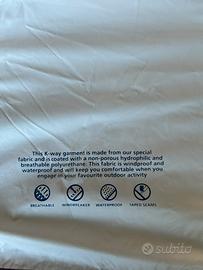 This K-way garment is made from our special
fabric and is coated with a non-porous hydrophilic and
breathable polyurethane. This fabric is windproof and
waterproof and will keep you comfortable when you
engage in your favourite outdoor activity
BREATHABLE WINDBREAKER WATERPROOF TAPED SEAMS
subito